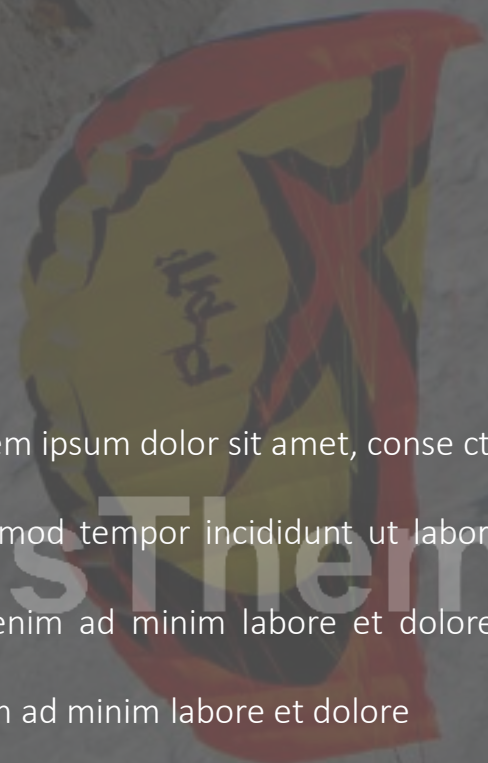 em ipsum dolor sit amet, conse ct
mod tempor incididunt ut labor
sThem
enim ad minim labore et dolore
ad minim labore et dolore